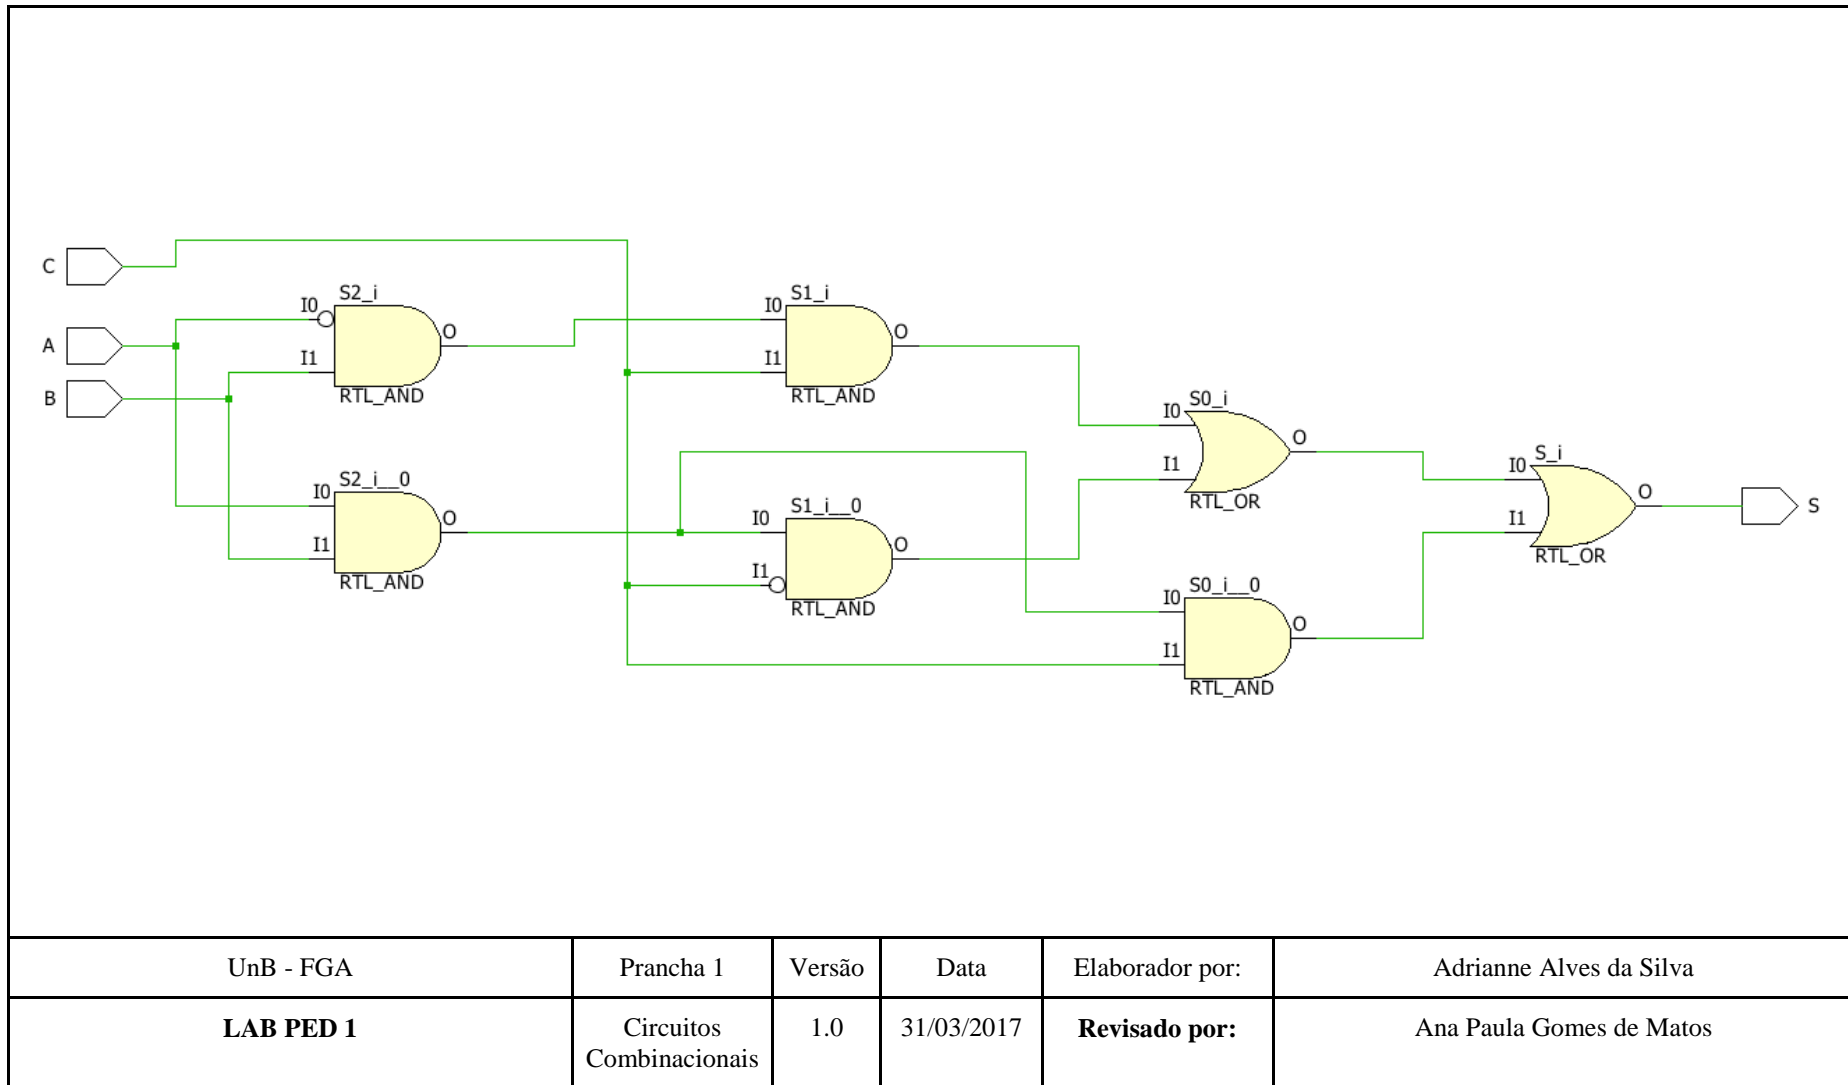 C
A
B
S2_i
I0
I1
O
RTL_AND
S2_i__0
I0
I1
O
RTL_AND
S1_i
I0
I1
O
RTL_AND
S1_i__0
I0
I1
O
RTL_AND
S0_i
I0
I1
O
RTL_OR
S0_i__0
I0
I1
O
RTL_AND
S_i
I0
I1
O
RTL_OR
S
UnB - FGA
Prancha 1
Versão
Data
Elaborador por:
Adrianne Alves da Silva
LAB PED 1
Circuitos
Combinacionais
1.0
31/03/2017
Revisado por:
Ana Paula Gomes de Matos